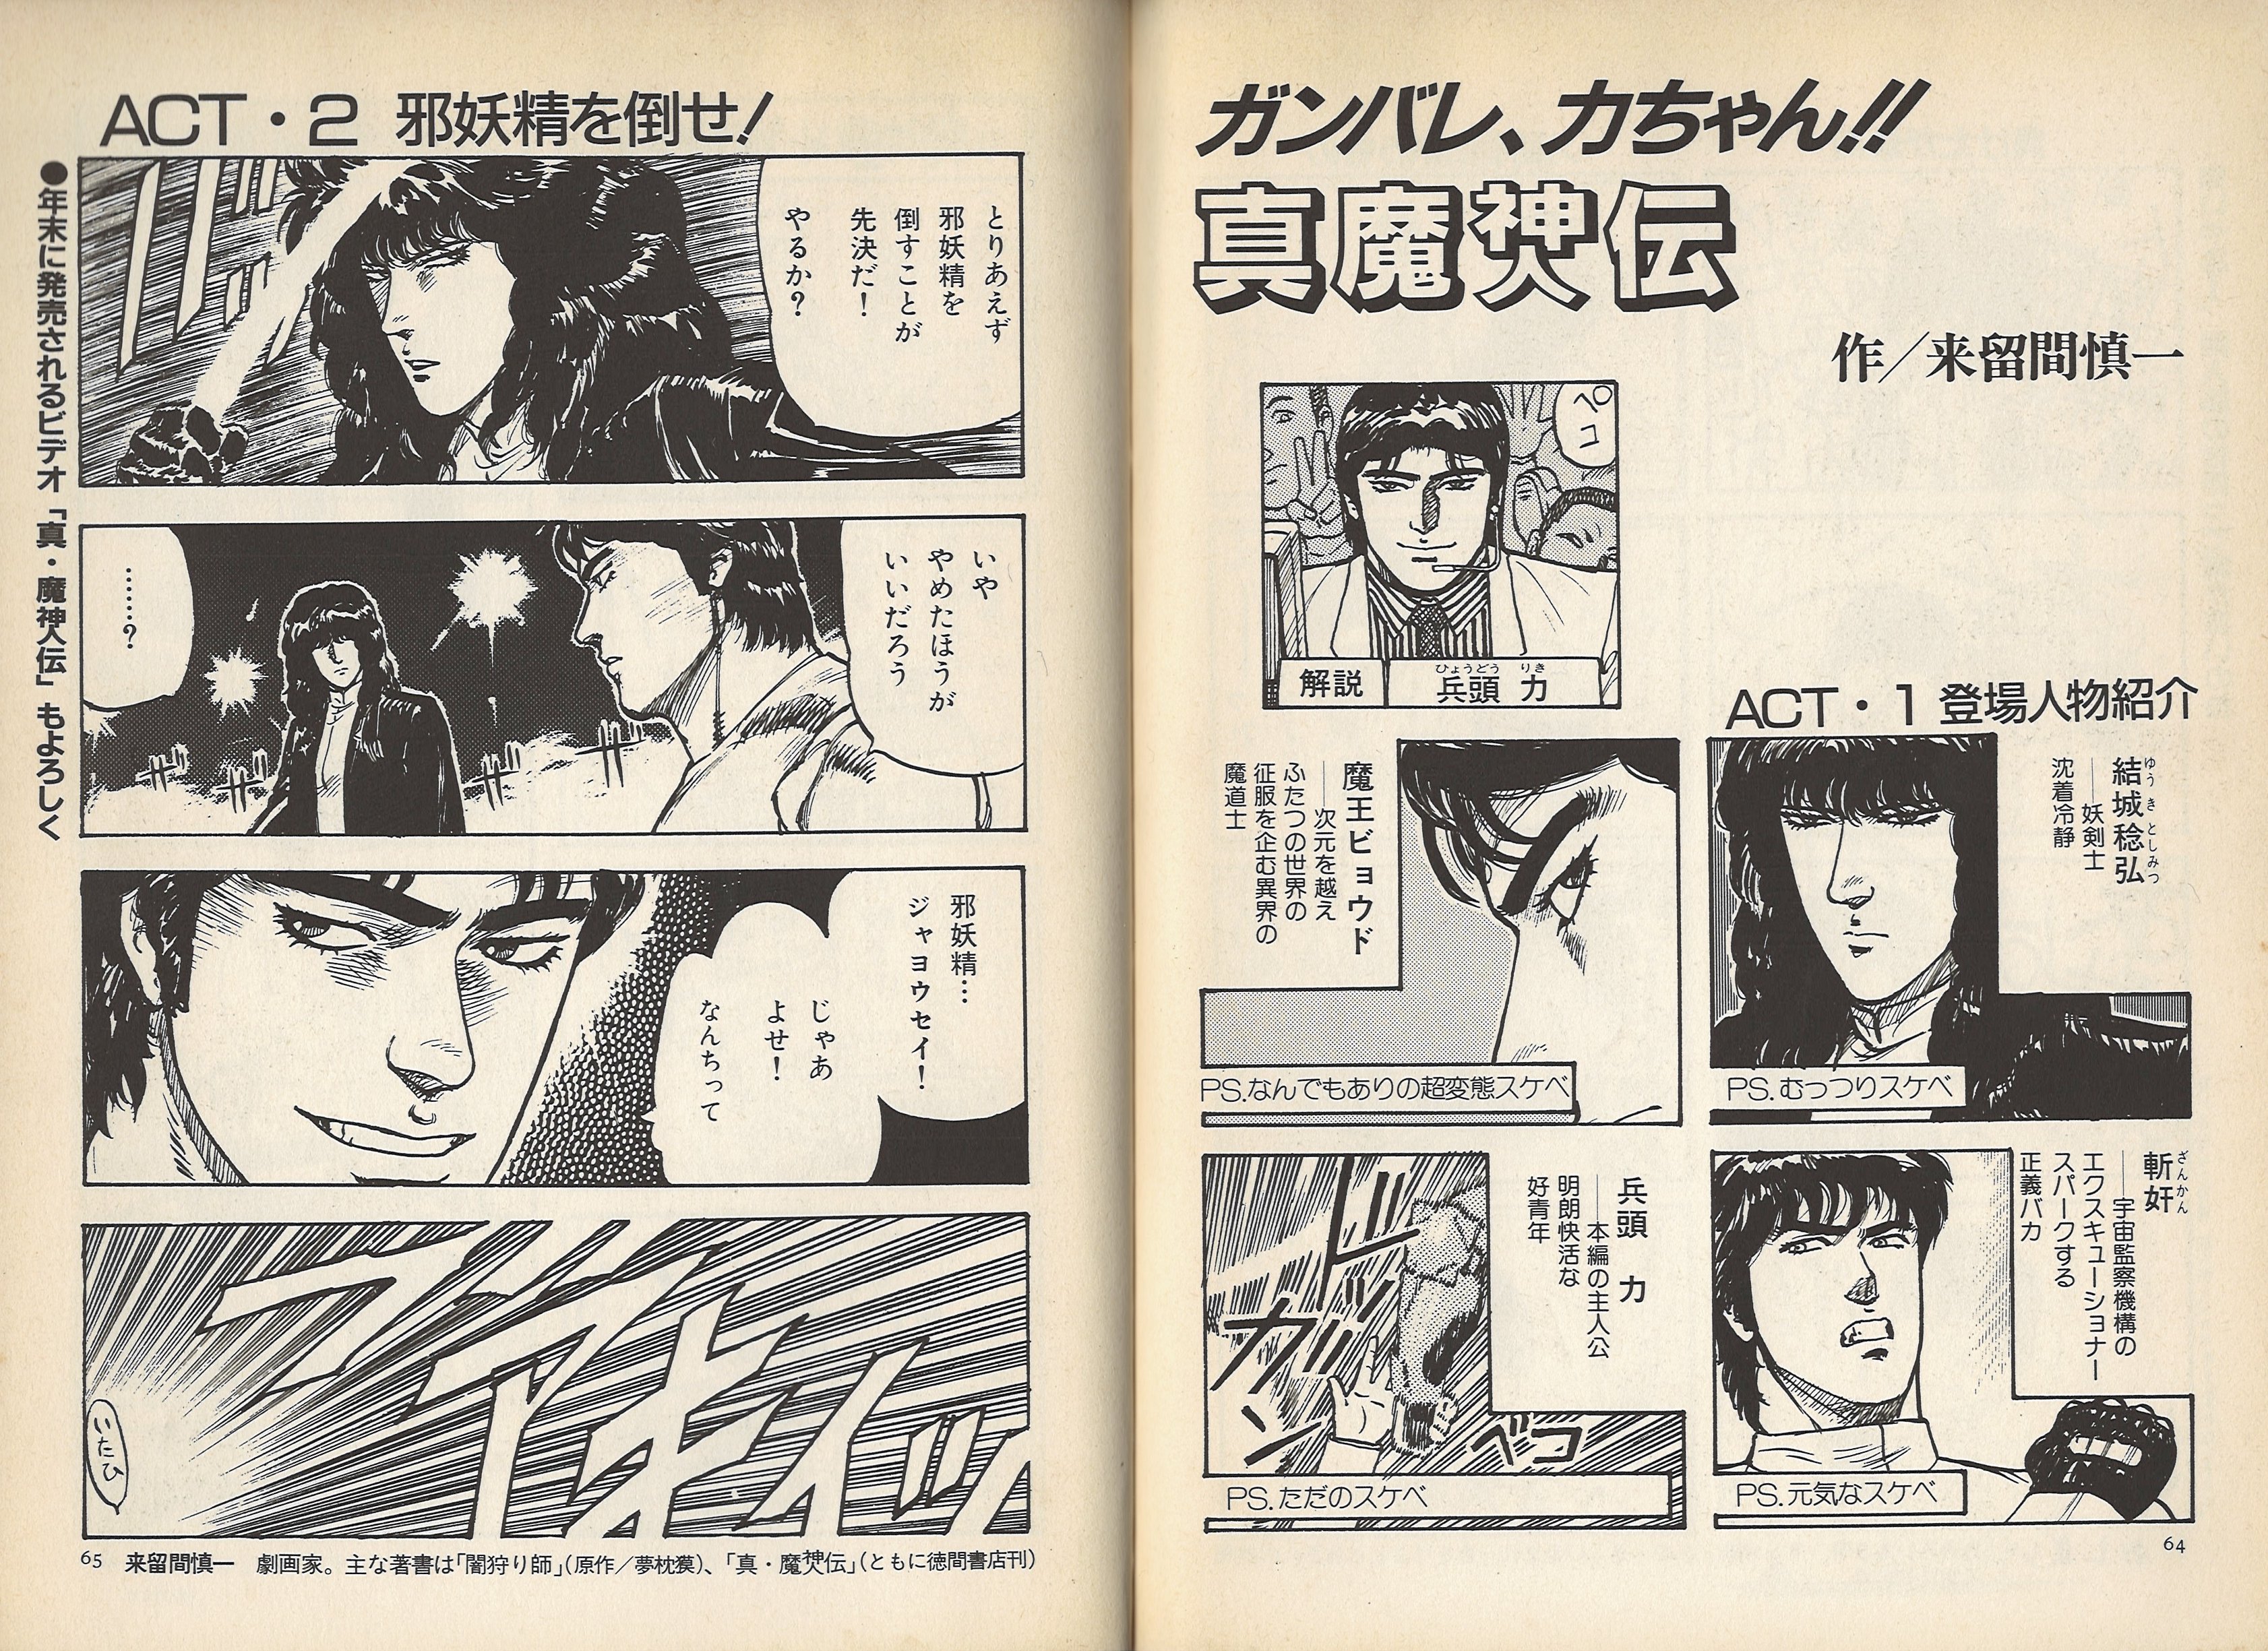 ガンバレ、力ちゃん!!
真魔神伝
作/来留間慎一
ペコ
解説
ひょうどう りき
兵頭 力
ACT・1 登場人物紹介
結城稔弘
ゆうきとしみつ
――妖剣士
沈着冷静
PS.むっつりスケベ
魔王ビョウド
――次元を越え
ふたつの世界の
征服を企む異界の
魔道士
PS.なんでもありの超変態スケベ
斬奸
ざんかん
――宇宙監察機構の
エクスキューショナー
スパークする
正義バカ
PS.元気なスケベ
兵頭 力
――本編の主人公
明朗快活な
好青年
ドッ
ガッ
ン
ベコ
PS.ただのスケベ
64
ACT・2 邪妖精を倒せ!
とりあえず
邪妖精を
倒すことが
先決だ!
やるか?
いや
やめたほうが
いいだろう
………?
邪妖精…
ジャヨウセイ!
じゃあ
よせ!
なんちって
いたひ
●年末に発売されるビデオ「真・魔神人伝」もよろしく
65 来留間慎一 劇画家。主な著書は「闇狩り師」(原作/夢枕獏)、「真・魔神伝」(ともに徳間書店刊)